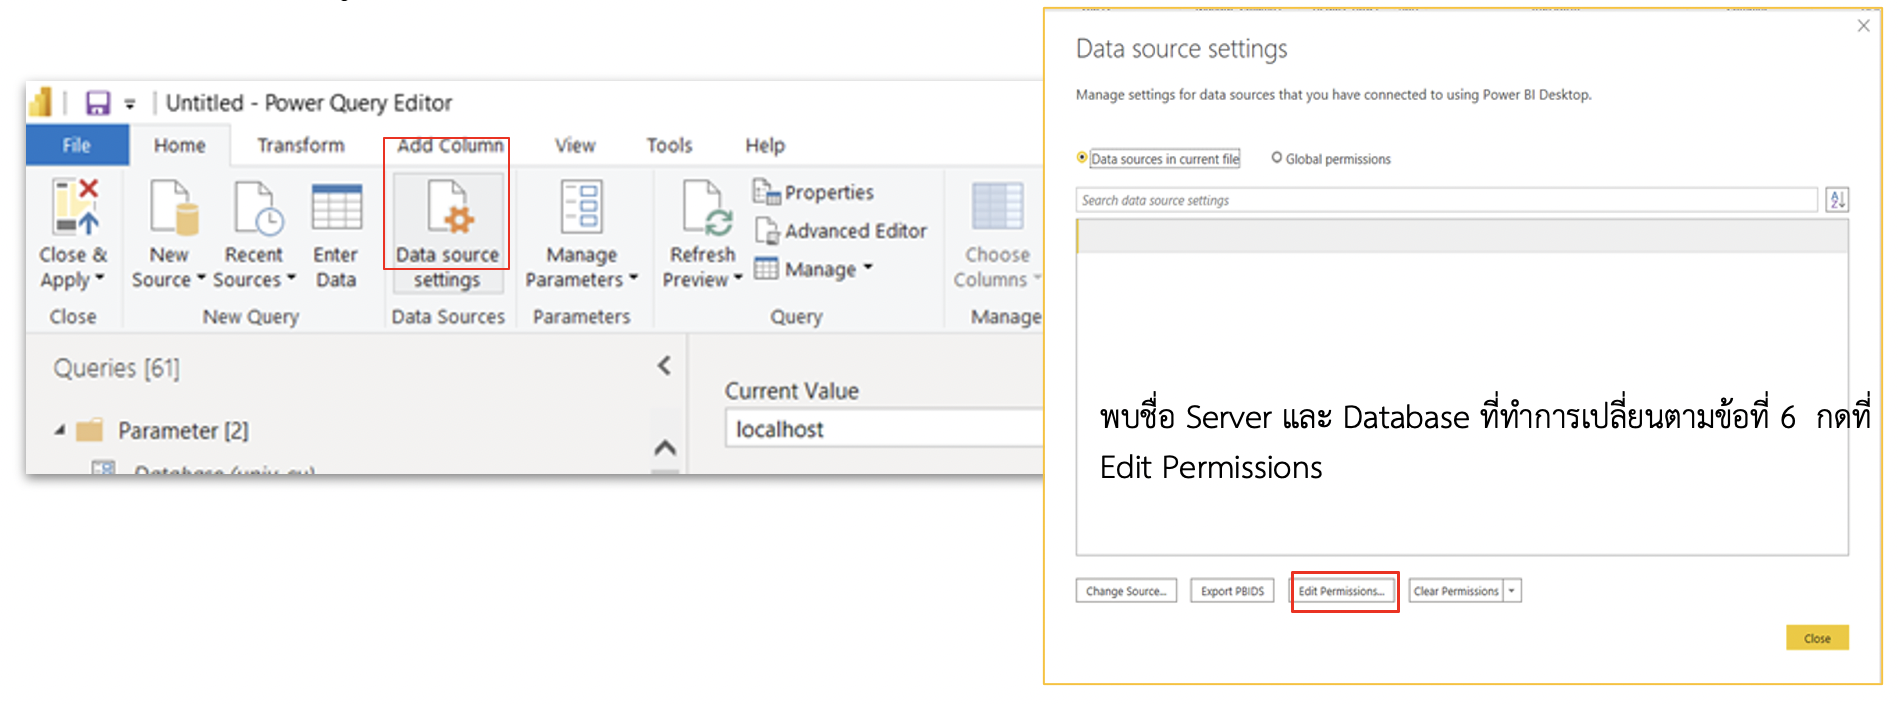 Untitled - Power Query Editor
File Home Transform Add Column View Tools Help
Close & Apply
New Source
Recent Sources
Enter Data
Data source settings
Manage Parameters
Refresh Preview
Properties
Advanced Editor
Manage
Choose Columns
Close
New Query
Data Sources
Parameters
Query
Manage
Queries [61]
Parameter [2]
Current Value
localhost
Data source settings
Manage settings for data sources that you have connected to using Power BI Desktop.
Data sources in current file Global permissions
Search data source settings
พบชื่อ Server และ Database ที่ทำการเปลี่ยนตามข้อที่ 6 กดที่
Edit Permissions
Change Source... Export PBIDS Edit Permissions... Clear Permissions
Close